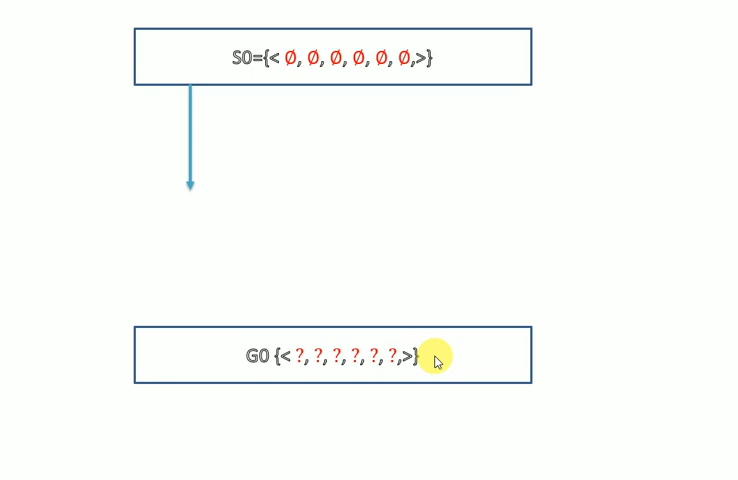 S0={< Ø, Ø, Ø, Ø, Ø, Ø,>}
G0 {< ?, ?, ?, ?, ?, ?,>}